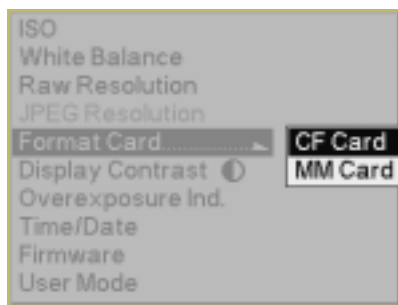 ISO
White Balance
Raw Resolution
JPEG Resolution
Format Card................
CF Card
Display Contrast
MM Card
Overexposure Ind.
Time/Date
Firmware
User Mode